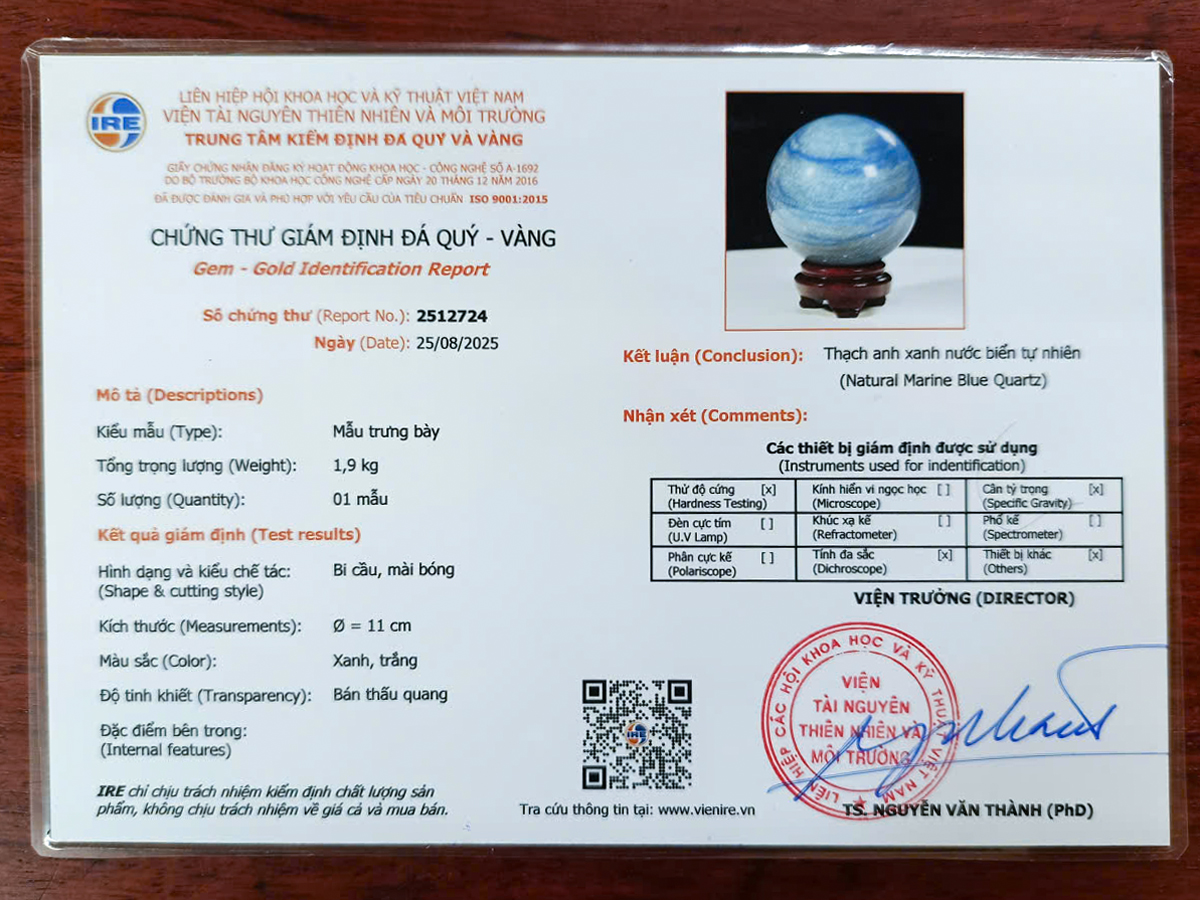 IRE
LIÊN HIỆP HỘI KHOA HỌC VÀ KỸ THUẬT VIỆT NAM
VIỆN TÀI NGUYÊN THIÊN NHIÊN VÀ MÔI TRƯỜNG
TRUNG TÂM KIỂM ĐỊNH ĐÁ QUÝ VÀ VÀNG
GIẤY CHỨNG NHẬN ĐĂNG KÝ HOẠT ĐỘNG KHOA HỌC - CÔNG NGHỆ SỐ A-1692
DO BỘ TRƯỞNG BỘ KHOA HỌC CÔNG NGHỆ CẤP NGÀY 20 THÁNG 12 NĂM 2016
ĐÃ ĐƯỢC ĐÁNH GIÁ VÀ PHÙ HỢP VỚI YÊU CẦU CỦA TIÊU CHUẨN ISO 9001:2015
CHỨNG THƯ GIÁM ĐỊNH ĐÁ QUÝ - VÀNG
Gem - Gold Identification Report
Số chứng thư (Report No.): 2512724
Ngày (Date): 25/08/2025
Mô tả (Descriptions)
Kiểu mẫu (Type): Mẫu trưng bày
Tổng trọng lượng (Weight): 1,9 kg
Số lượng (Quantity): 01 mẫu
Kết quả giám định (Test results)
Hình dạng và kiểu chế tác: Bi cầu, mài bóng
(Shape & cutting style)
Kích thước (Measurements): Ø = 11 cm
Màu sắc (Color): Xanh, trắng
Độ tinh khiết (Transparency): Bán thấu quang
Đặc điểm bên trong:
(Internal features)
IRE chỉ chịu trách nhiệm kiểm định chất lượng sản
phẩm, không chịu trách nhiệm về giá cả và mua bán.
Kết luận (Conclusion): Thạch anh xanh nước biển tự nhiên
(Natural Marine Blue Quartz)
Nhận xét (Comments):
Các thiết bị giám định được sử dụng
(Instruments used for indentification)
Thử độ cứng [x] Kính hiển vi ngọc học [ ] Cân tỷ trọng [x]
(Hardness Testing) (Microscope) (Specific Gravity)
Đèn cực tím [ ] Khúc xạ kế [ ] Phổ kế [ ]
(U.V Lamp) (Refractometer) (Spectrometer)
Phân cực kế [ ] Tính đa sắc [x] Thiết bị khác [x]
(Polariscope) (Dichroscope) (Others)
VIỆN TRƯỞNG (DIRECTOR)
LIÊN HIỆP CÁC HỘI KHOA HỌC VÀ KỸ THUẬT VIỆT NAM
VIỆN
TÀI NGUYÊN
THIÊN NHIÊN VÀ
MÔI TRƯỜNG
IRE
Tra cứu thông tin tại: www.vienire.vn
TS. NGUYỄN VĂN THÀNH (PhD)